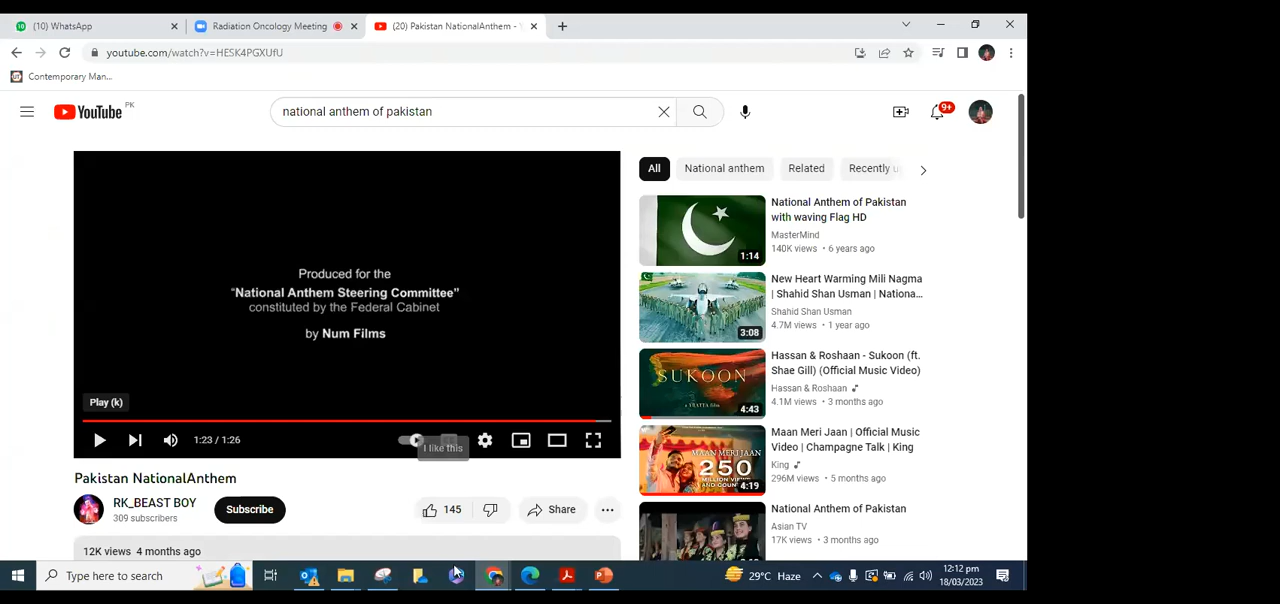 (10) WhatsApp
Radiation Oncology Meeting
(20) Pakistan NationalAnthem -
youtube.com/watch?v=HESK4PGXUfU
Contemporary Man...
YouTube PK
national anthem of pakistan
9+
Produced for the
“National Anthem Steering Committee”
constituted by the Federal Cabinet
by Num Films
Play (k)
1:23 / 1:26
I like this
Pakistan NationalAnthem
RK_BEAST BOY
309 subscribers
Subscribe
145
Share
12K views 4 months ago
All
National anthem
Related
Recently u
National Anthem of Pakistan
with waving Flag HD
MasterMind
140K views • 6 years ago
1:14
New Heart Warming Mili Nagma
| Shahid Shan Usman | Nationa...
Shahid Shan Usman
4.7M views • 1 year ago
3:08
SUKOON
Hassan & Roshaan - Sukoon (ft.
Shae Gill) (Official Music Video)
Hassan & Roshaan
4.1M views • 3 months ago
4:43
MAAN MERI JAAN
250
Maan Meri Jaan | Official Music
Video | Champagne Talk | King
King
296M views • 5 months ago
4:19
National Anthem of Pakistan
Asian TV
17K views • 3 months ago
Type here to search
29°C Haze
12:12 pm
18/03/2023